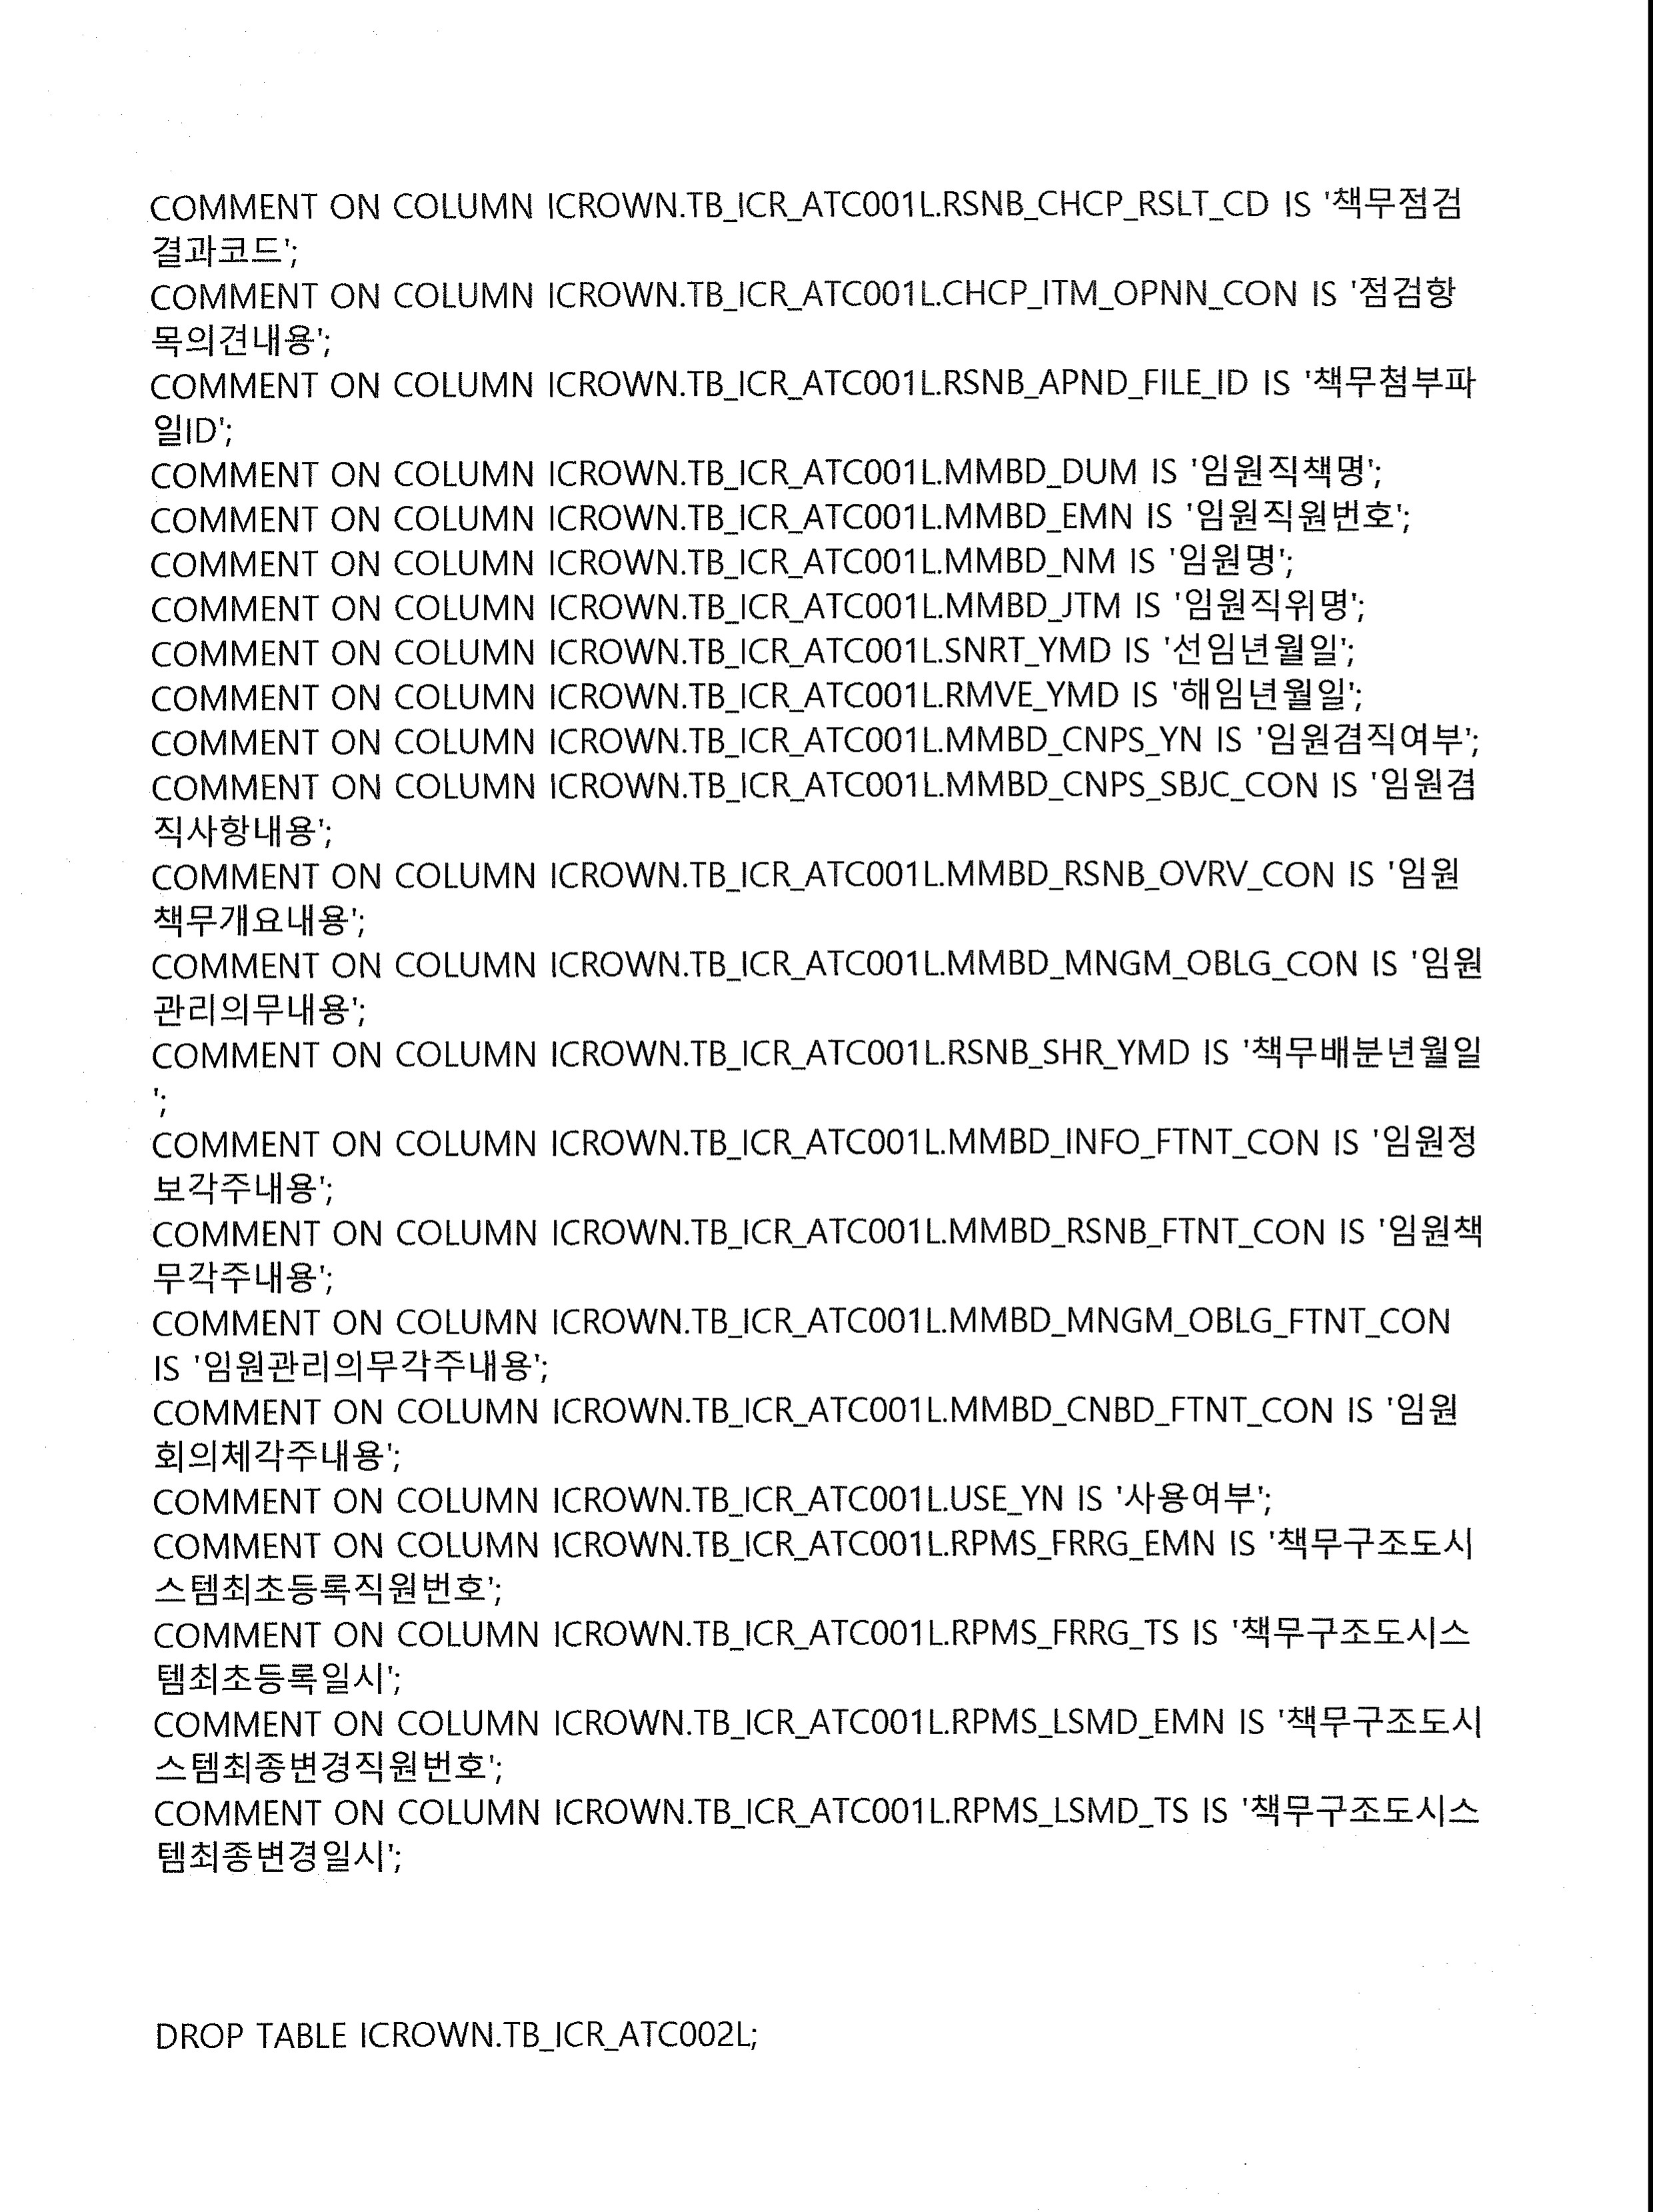 COMMENT ON COLUMN ICROWN.TB_ICR_ATC001L.RSNB_CHCP_RSLT_CD IS '책무점검
결과코드';
COMMENT ON COLUMN ICROWN.TB_ICR_ATC001L.CHCP_ITM_OPNN_CON IS '점검항
목의견내용';
COMMENT ON COLUMN ICROWN.TB_ICR_ATC001L.RSNB_APND_FILE_ID IS '책무첨부파
일ID';
COMMENT ON COLUMN ICROWN.TB_ICR_ATC001L.MMBD_DUM IS '임원직책명';
COMMENT ON COLUMN ICROWN.TB_ICR_ATC001L.MMBD_EMN IS '임원직원번호';
COMMENT ON COLUMN ICROWN.TB_ICR_ATC001L.MMBD_NM IS '임원명';
COMMENT ON COLUMN ICROWN.TB_ICR_ATC001L.MMBD_JTM IS '임원직위명';
COMMENT ON COLUMN ICROWN.TB_ICR_ATC001L.SNRT_YMD IS '선임년월일';
COMMENT ON COLUMN ICROWN.TB_ICR_ATC001L.RMVE_YMD IS '해임년월일';
COMMENT ON COLUMN ICROWN.TB_ICR_ATC001L.MMBD_CNPS_YN IS '임원겸직여부';
COMMENT ON COLUMN ICROWN.TB_ICR_ATC001L.MMBD_CNPS_SBJC_CON IS '임원겸
직사항내용';
COMMENT ON COLUMN ICROWN.TB_ICR_ATC001L.MMBD_RSNB_OVRV_CON IS '임원
책무개요내용';
COMMENT ON COLUMN ICROWN.TB_ICR_ATC001L.MMBD_MNGM_OBLG_CON IS '임원
관리의무내용';
COMMENT ON COLUMN ICROWN.TB_ICR_ATC001L.RSNB_SHR_YMD IS '책무배분년월일
';
COMMENT ON COLUMN ICROWN.TB_ICR_ATC001L.MMBD_INFO_FTNT_CON IS '임원정
보각주내용';
COMMENT ON COLUMN ICROWN.TB_ICR_ATC001L.MMBD_RSNB_FTNT_CON IS '임원책
무각주내용';
COMMENT ON COLUMN ICROWN.TB_ICR_ATC001L.MMBD_MNGM_OBLG_FTNT_CON
IS '임원관리의무각주내용';
COMMENT ON COLUMN ICROWN.TB_ICR_ATC001L.MMBD_CNBD_FTNT_CON IS '임원
회의체각주내용';
COMMENT ON COLUMN ICROWN.TB_ICR_ATC001L.USE_YN IS '사용여부';
COMMENT ON COLUMN ICROWN.TB_ICR_ATC001L.RPMS_FRRG_EMN IS '책무구조도시
스템최초등록직원번호';
COMMENT ON COLUMN ICROWN.TB_ICR_ATC001L.RPMS_FRRG_TS IS '책무구조도시스
템최초등록일시';
COMMENT ON COLUMN ICROWN.TB_ICR_ATC001L.RPMS_LSMD_EMN IS '책무구조도시
스템최종변경직원번호';
COMMENT ON COLUMN ICROWN.TB_ICR_ATC001L.RPMS_LSMD_TS IS '책무구조도시스
템최종변경일시';
DROP TABLE ICROWN.TB_ICR_ATC002L;